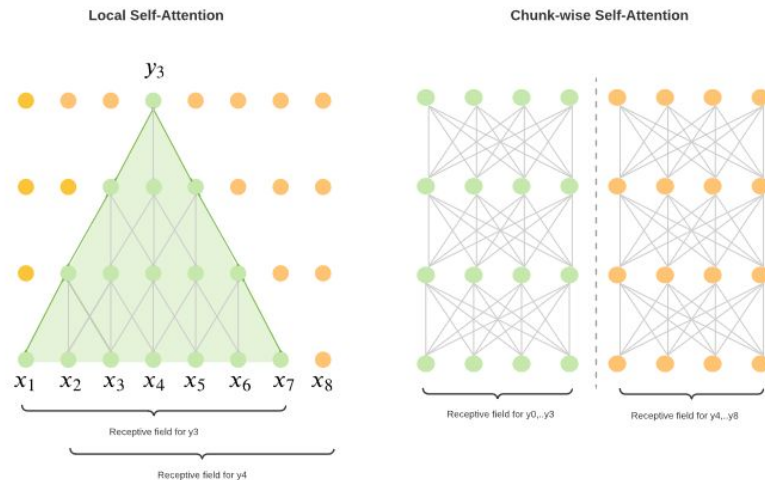 Local Self-Attention
y3
x1 x2 x3 x4 x5 x6 x7 x8
Receptive field for y3
Receptive field for y4
Chunk-wise Self-Attention
Receptive field for y0,..y3
Receptive field for y4,..y8